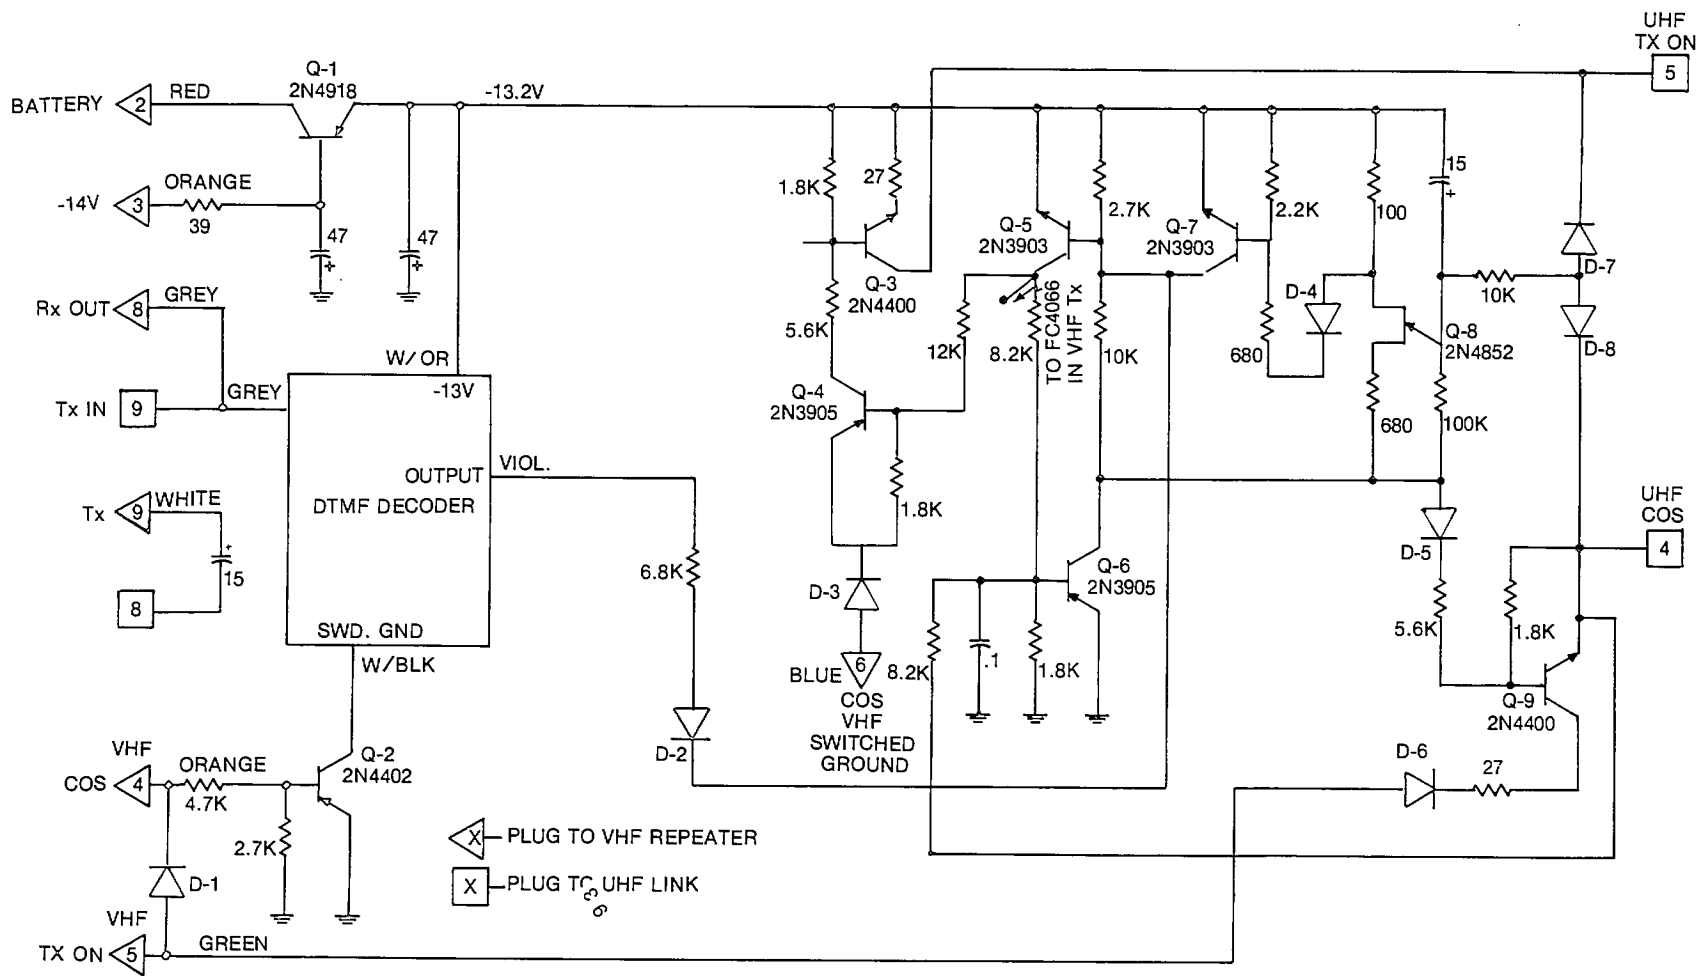 UHF
TX ON
5
Q-1
2N4918
BATTERY
2
RED
-13.2V
-14V
3
ORANGE
39
47
47
1.8K
27
2.7K
2.2K
100
15
Q-5
2N3903
Q-7
2N3903
Q-3
2N4400
D-7
10K
Rx OUT
8
GREY
5.6K
12K
8.2K
TO FC4066
IN VHF Tx
10K
D-4
680
Q-8
2N4852
D-8
W/OR
-13V
GREY
Tx IN
9
Q-4
2N3905
680
100K
OUTPUT
VIOL.
DTMF DECODER
1.8K
Tx
9
WHITE
15
8
UHF
COS
4
D-5
6.8K
D-3
Q-6
2N3905
5.6K
1.8K
SWD. GND
W/BLK
BLUE
6
8.2K
.1
1.8K
COS
VHF
SWITCHED
GROUND
Q-9
2N4400
D-2
D-6
27
VHF
COS
4
ORANGE
4.7K
Q-2
2N4402
2.7K
X
PLUG TO VHF REPEATER
D-1
X
PLUG TO UHF LINK
VHF
TX ON
5
GREEN